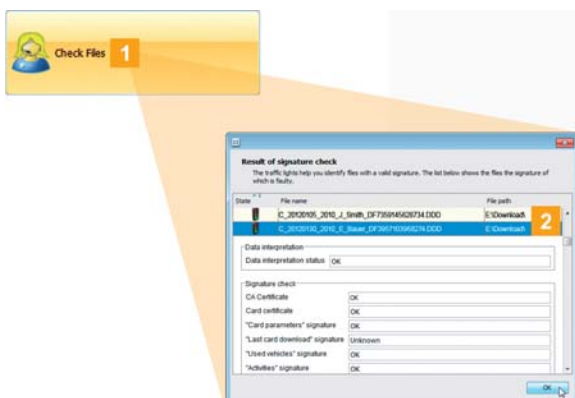 Check Files 1
Result of signature check
The traffic lights help you identify files with a valid signature. The list below shows the files the signature of
which is faulty.
State File name File path
C_20120105_2010_J_Smith_DF7359145628734.DDD E:\Download\
C_20120130_2010_E_Bauer_DF3957103958274.DDD E:\Download\
2
Data interpretation
Data interpretation status OK
Signature check
CA Certificate OK
Card certificate OK
"Card parameters" signature OK
"Last card download" signature Unknown
"Used vehicles" signature OK
"Activities" signature OK
OK